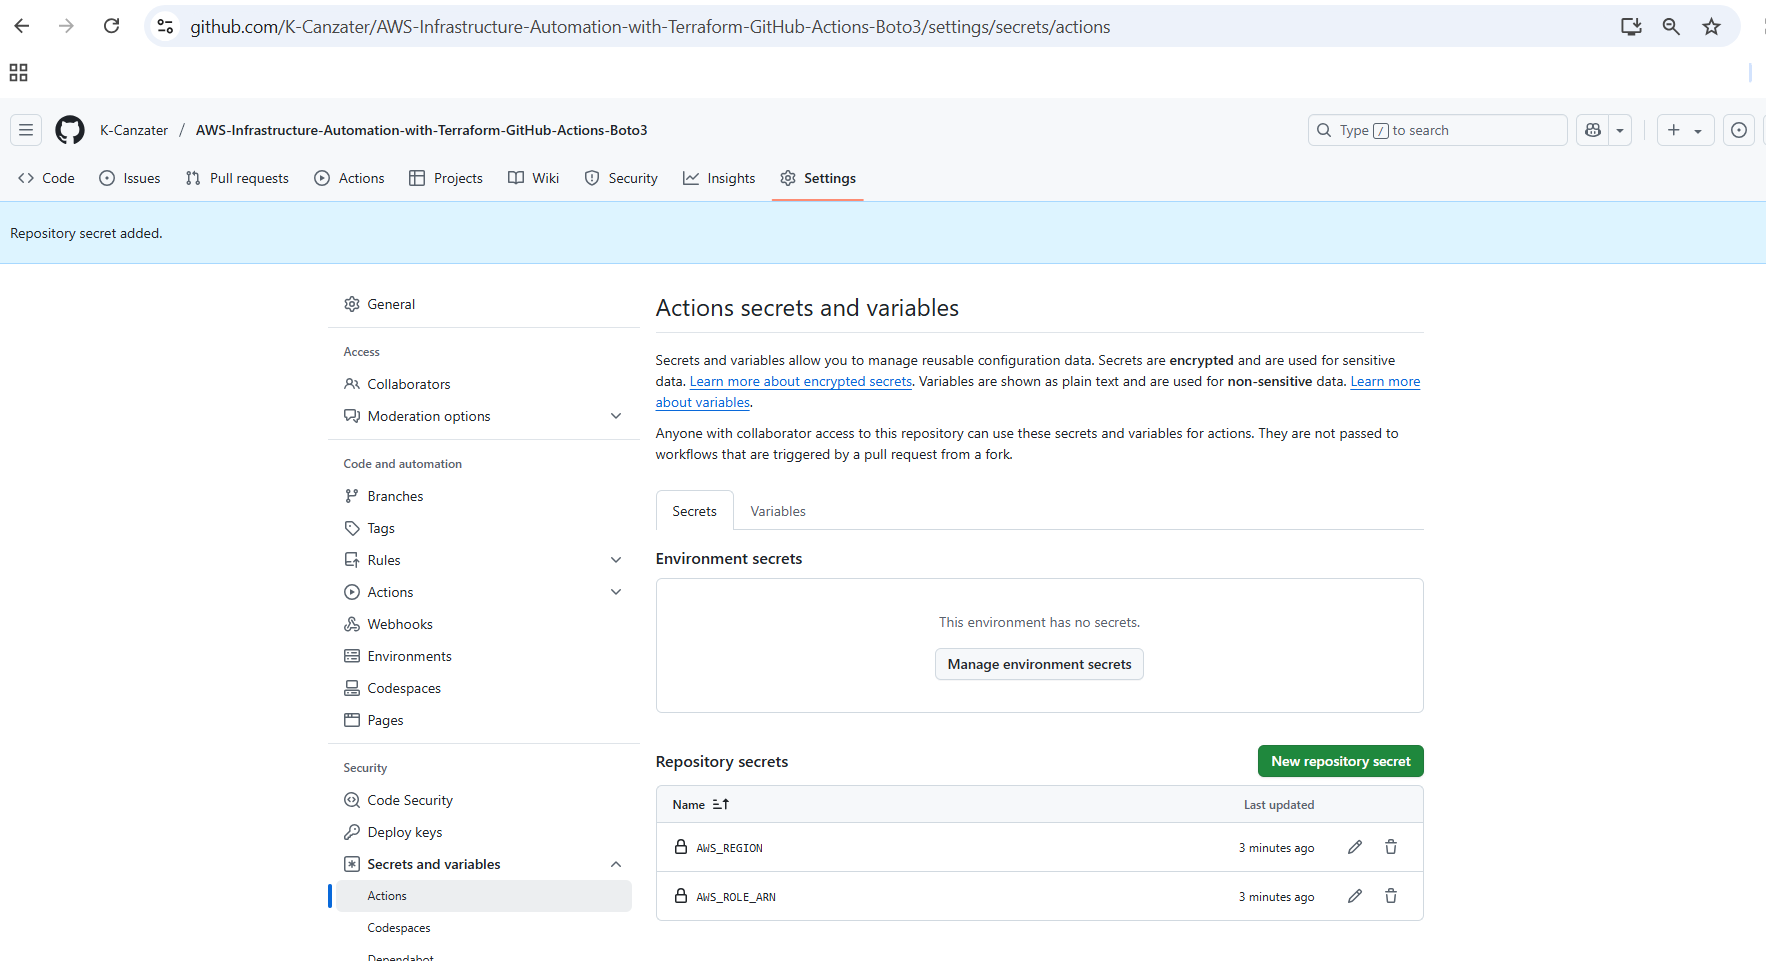 github.com/K-Canzater/AWS-Infrastructure-Automation-with-Terraform-GitHub-Actions-Boto3/settings/secrets/actions
K-Canzater / AWS-Infrastructure-Automation-with-Terraform-GitHub-Actions-Boto3
Type / to search
Code
Issues
Pull requests
Actions
Projects
Wiki
Security
Insights
Settings
Repository secret added.
General
Access
Collaborators
Moderation options
Code and automation
Branches
Tags
Rules
Actions
Webhooks
Environments
Codespaces
Pages
Security
Code Security
Deploy keys
Secrets and variables
Actions
Codespaces
Dependabot
Actions secrets and variables
Secrets and variables allow you to manage reusable configuration data. Secrets are encrypted and are used for sensitive
data. Learn more about encrypted secrets. Variables are shown as plain text and are used for non-sensitive data. Learn more
about variables.
Anyone with collaborator access to this repository can use these secrets and variables for actions. They are not passed to
workflows that are triggered by a pull request from a fork.
Secrets
Variables
Environment secrets
This environment has no secrets.
Manage environment secrets
Repository secrets
New repository secret
Name
Last updated
AWS_REGION
3 minutes ago
AWS_ROLE_ARN
3 minutes ago